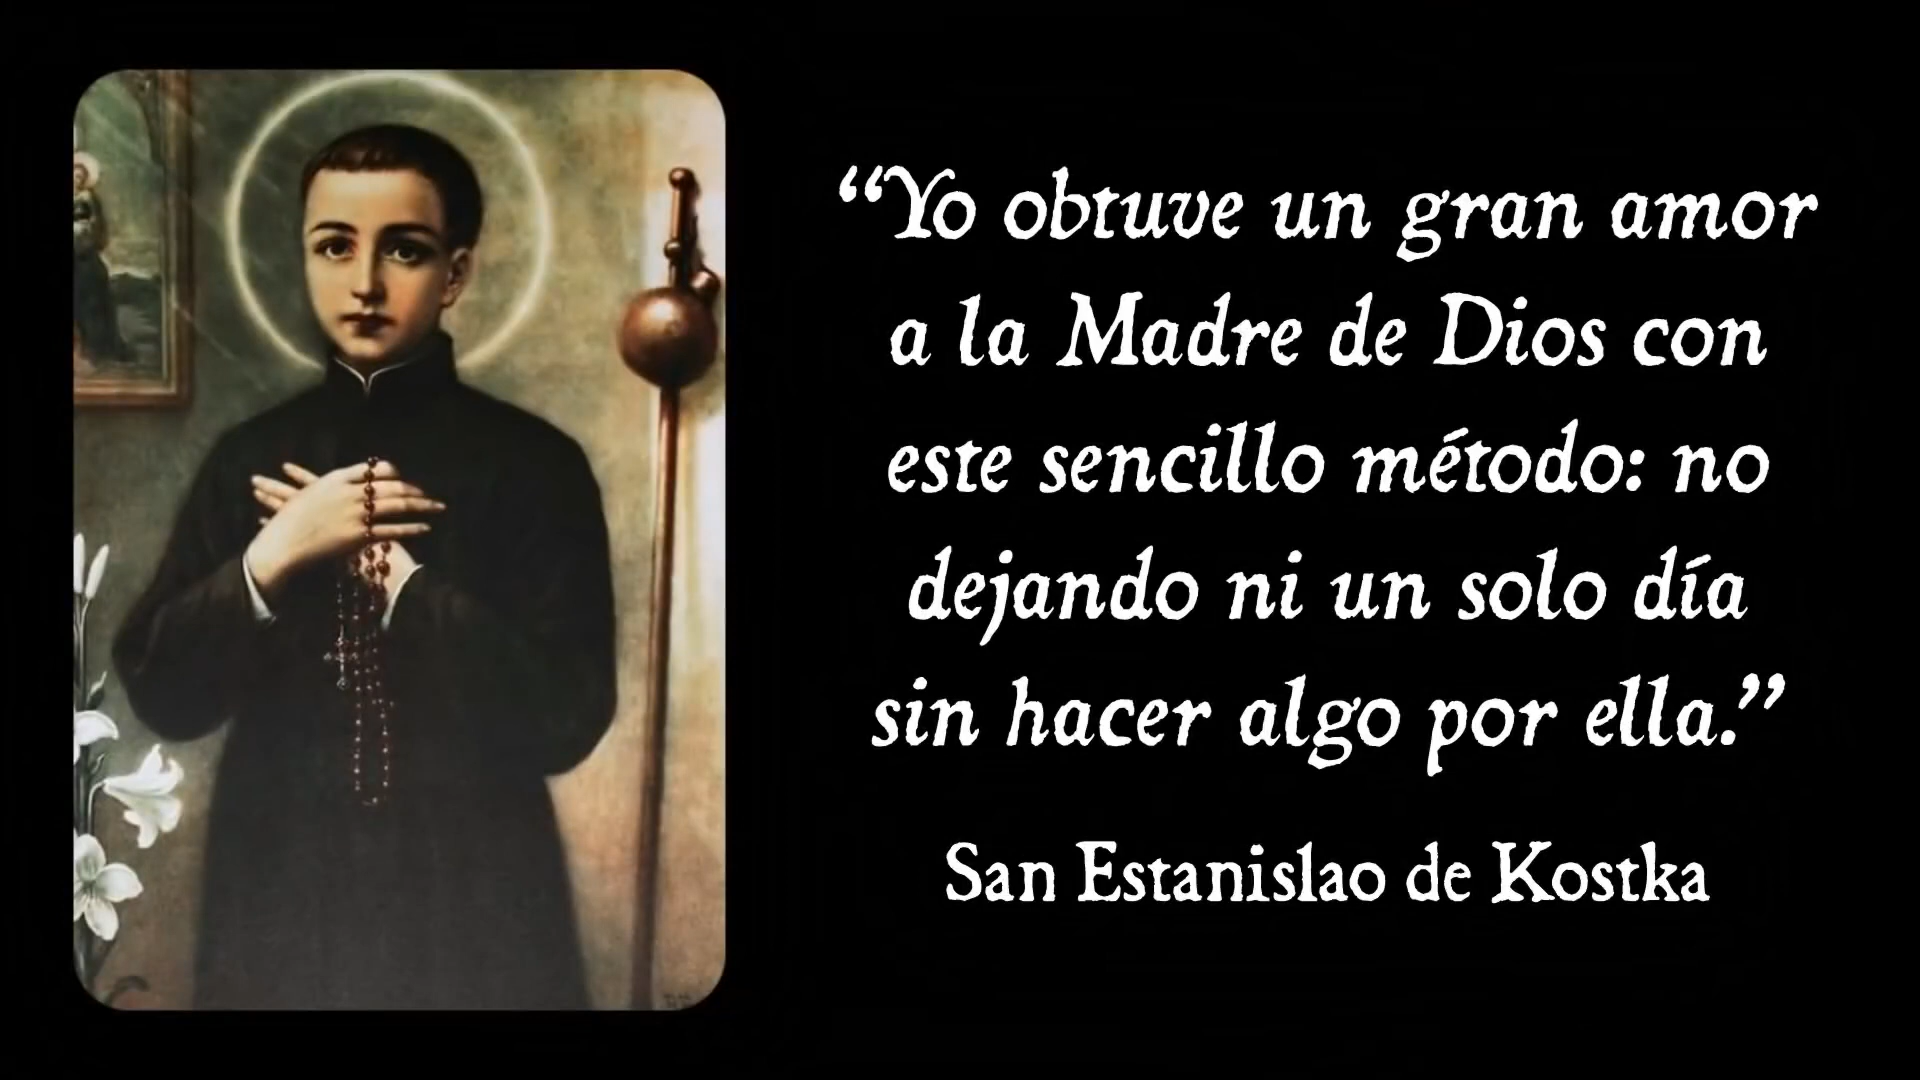 “Yo obtuve un gran amor
a la Madre de Dios con
este sencillo método: no
dejando ni un solo día
sin hacer algo por ella.”
San Estanislao de Kostka